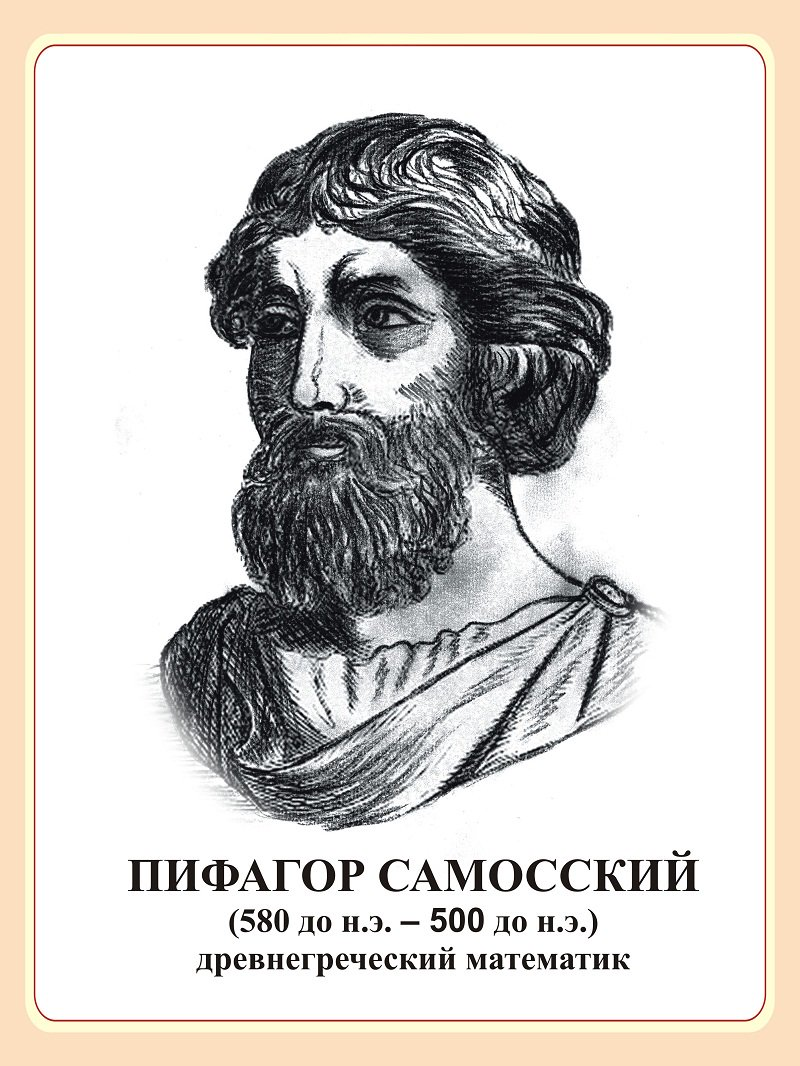 ПИФАГОР САМОССКИЙ
(580 до н.э. – 500 до н.э.)
древнегреческий математик